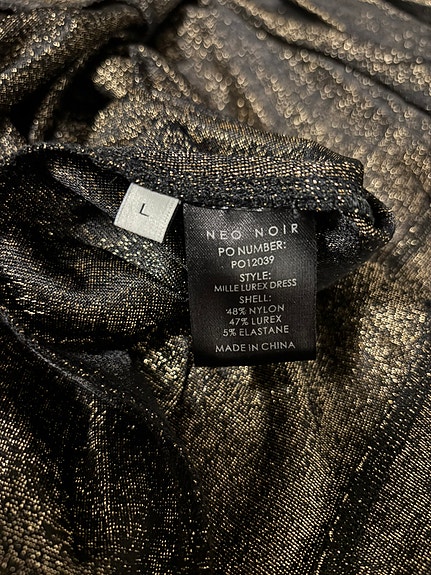 L
NEO NOIR
PO NUMBER:
PO12039
STYLE:
MILLE LUREX DRESS
SHELL:
48% NYLON
47% LUREX
5% ELASTANE
MADE IN CHINA